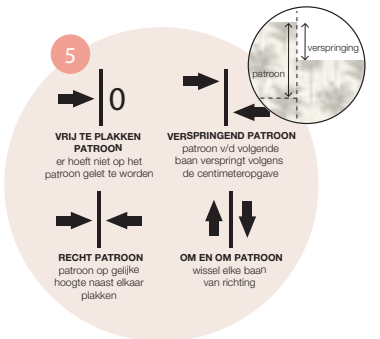 5
verspringing
patroon
0
VRIJ TE PLAKKEN
PATROON
er hoeft niet op het
patroon gelet te worden
VERSPRINGEND PATROON
patroon v/d volgende
baan verspringt volgens
de centimeteropgave
RECHT PATROON
patroon op gelijke
hoogte naast elkaar
plakken
OM EN OM PATROON
wissel elke baan
van richting